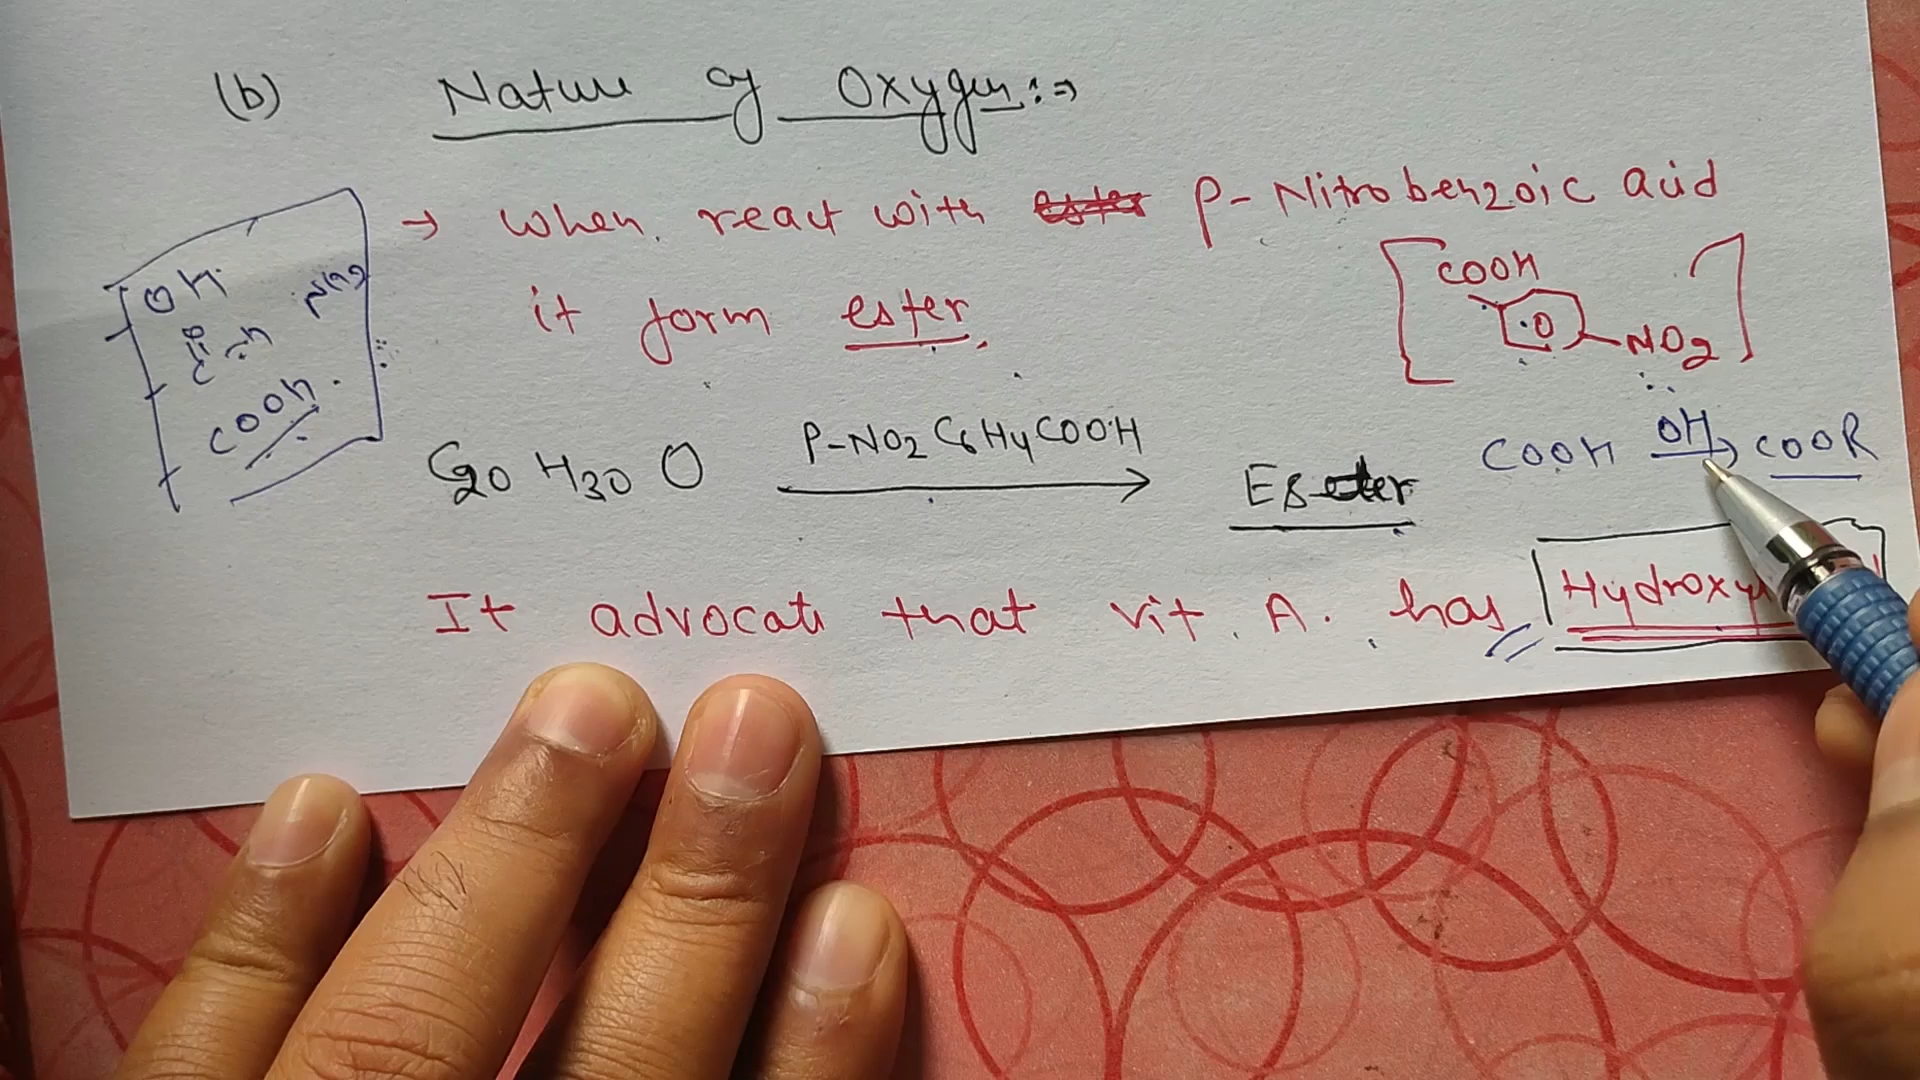 (b) Nature of Oxygen :⇒
→ when react with ester P-Nitrobenzoic acid
it form ester.
COOH
NO2
OH
COOH
C20 H30 O P-NO2 C6H4COOH → Ester
COOH OH → COOR
It advocate that vit. A. has Hydroxy